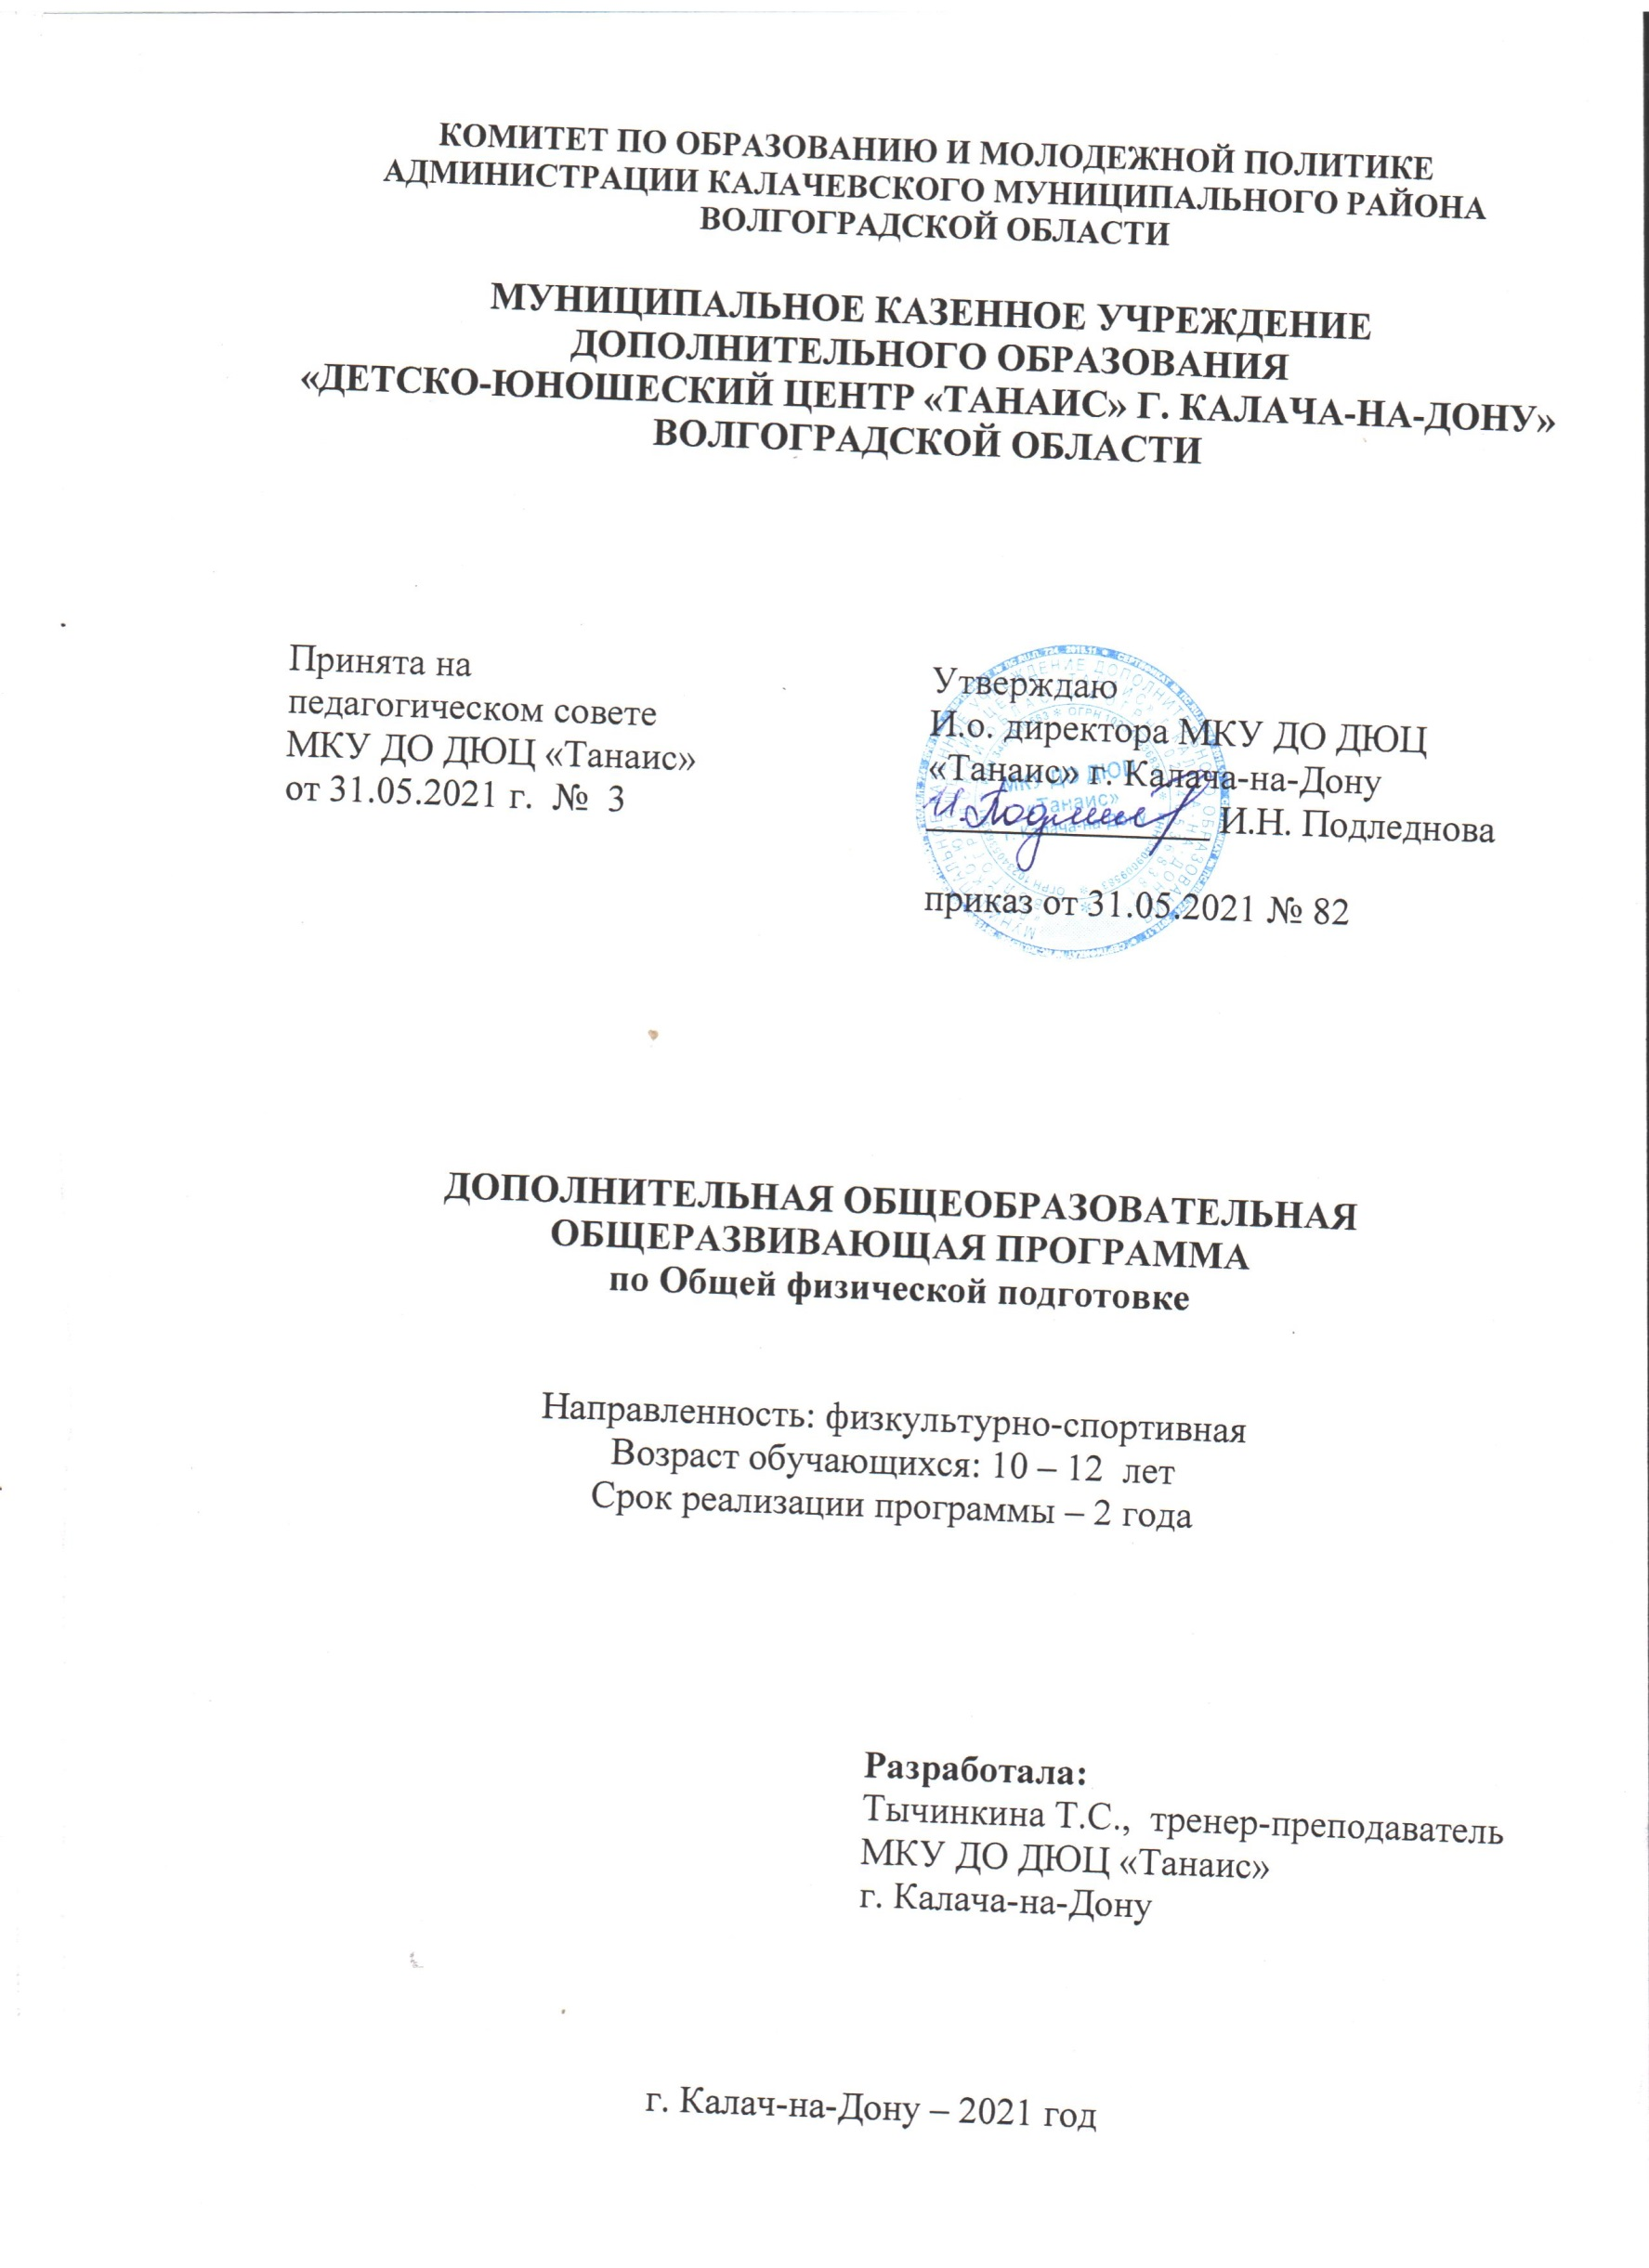 КОМИТЕТ ПО ОБРАЗОВАНИЮ И МОЛОДЕЖНОЙ ПОЛИТИКЕ
АДМИНИСТРАЦИИ КАЛАЧЕВСКОГО МУНИЦИПАЛЬНОГО РАЙОНА
ВОЛГОГРАДСКОЙ ОБЛАСТИ
МУНИЦИПАЛЬНОЕ КАЗЕННОЕ УЧРЕЖДЕНИЕ
ДОПОЛНИТЕЛЬНОГО ОБРАЗОВАНИЯ
«ДЕТСКО-ЮНОШЕСКИЙ ЦЕНТР «ТАНАИС» Г. КАЛАЧА-НА-ДОНУ»
ВОЛГОГРАДСКОЙ ОБЛАСТИ
Принята на
педагогическом совете
МКУ ДО ДЮЦ «Танаис»
от 31.05.2021 г. № 3
Утверждаю
И.о. директора МКУ ДО ДЮЦ
«Танаис» г. Калача-на-Дону
И.Н. Подледнова
приказ от 31.05.2021 № 82
МКУ ДО ДЮЦ
«Танаис»
ДОПОЛНИТЕЛЬНАЯ ОБЩЕОБРАЗОВАТЕЛЬНАЯ
ОБЩЕРАЗВИВАЮЩАЯ ПРОГРАММА
по Общей физической подготовке
Направленность: физкультурно-спортивная
Возраст обучающихся: 10 – 12 лет
Срок реализации программы – 2 года
Разработала:
Тычинкина Т.С., тренер-преподаватель
МКУ ДО ДЮЦ «Танаис»
г. Калача-на-Дону
г. Калач-на-Дону – 2021 год